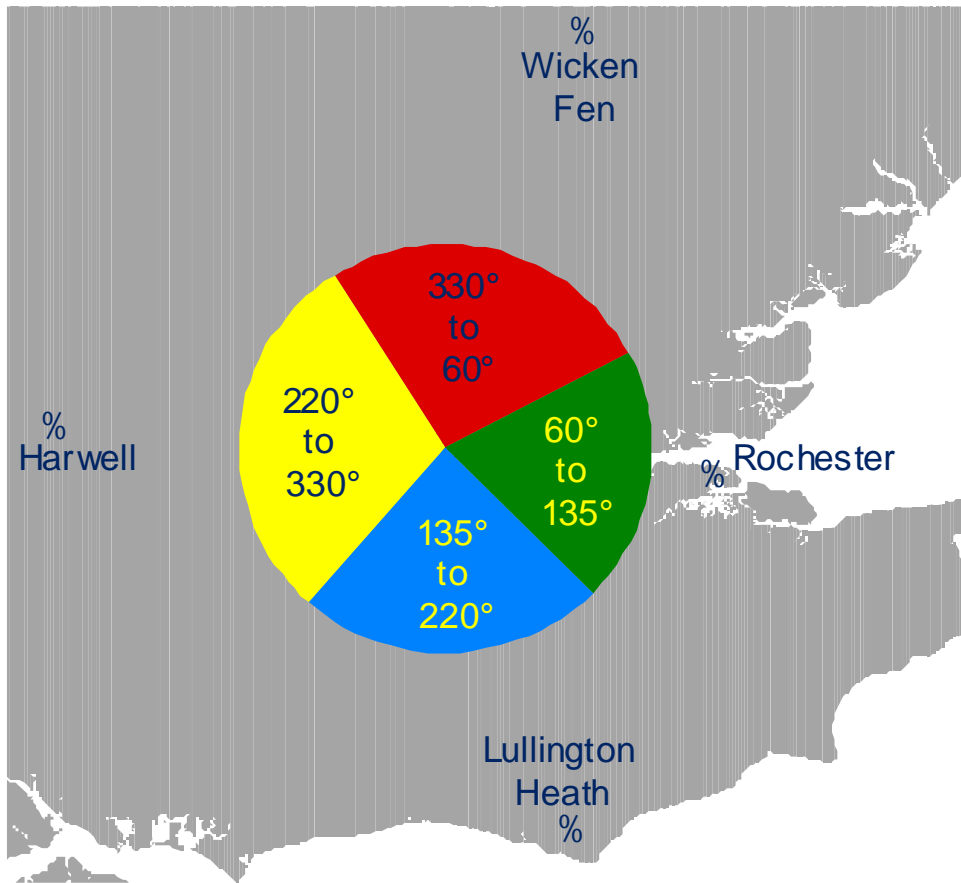 %
Wicken
Fen
330°
to
60°
220°
to
330°
60°
to
135°
%
Harwell
% Rochester
135°
to
220°
Lullington
Heath
%